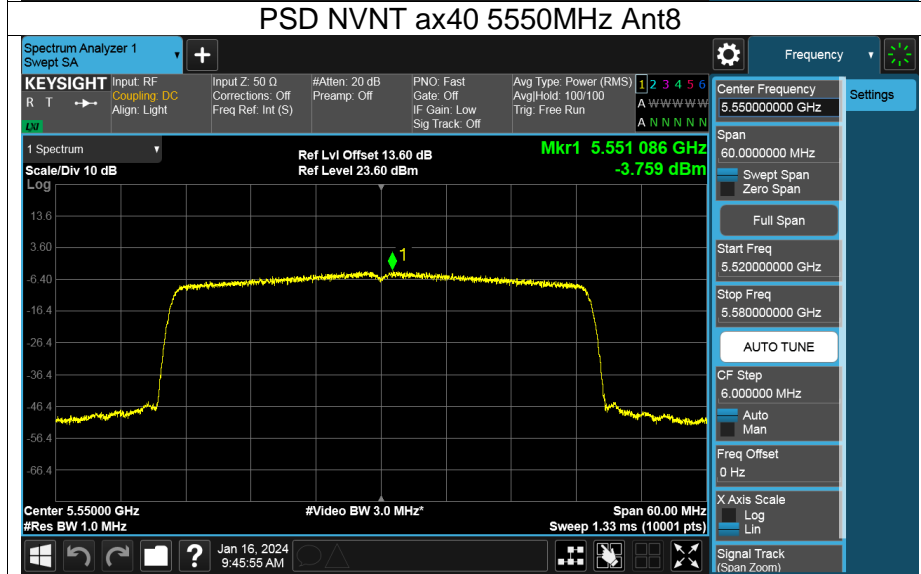 PSD NVNT ax40 5550MHz Ant8
Spectrum Analyzer 1
Swept SA
+
Frequency
KEYSIGHT
R T
LXI
Input: RF
Coupling: DC
Align: Light
Input Z: 50 Ω
Corrections: Off
Freq Ref: Int (S)
#Atten: 20 dB
Preamp: Off
PNO: Fast
Gate: Off
IF Gain: Low
Sig Track: Off
Avg Type: Power (RMS)
Avg|Hold: 100/100
Trig: Free Run
1 2 3 4 5 6
A W W W W W
A N N N N N
1 Spectrum
Scale/Div 10 dB
Ref Lvl Offset 13.60 dB
Ref Level 23.60 dBm
Mkr1 5.551 086 GHz
-3.759 dBm
Log
13.6
3.60
-6.40
-16.4
-26.4
-36.4
-46.4
-56.4
-66.4
1
Center 5.55000 GHz
#Res BW 1.0 MHz
#Video BW 3.0 MHz*
Span 60.00 MHz
Sweep 1.33 ms (10001 pts)
?
Jan 16, 2024
9:45:55 AM
Center Frequency
5.550000000 GHz
Settings
Span
60.0000000 MHz
Swept Span
Zero Span
Full Span
Start Freq
5.520000000 GHz
Stop Freq
5.580000000 GHz
AUTO TUNE
CF Step
6.000000 MHz
Auto
Man
Freq Offset
0 Hz
X Axis Scale
Log
Lin
Signal Track
(Span Zoom)